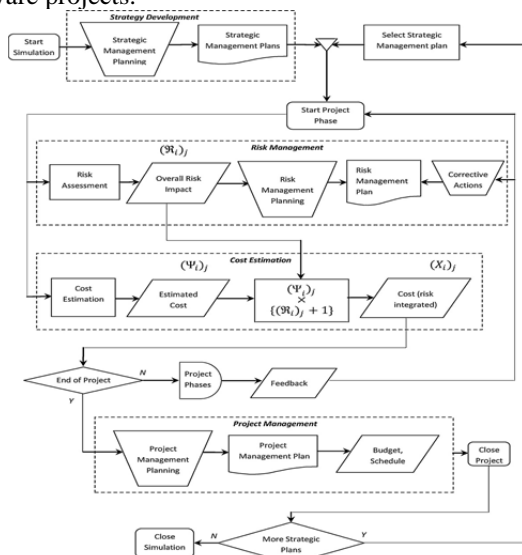 ware projects.
Strategy Development
Start
Simulation
Strategic
Management
Planning
Strategic
Management Plans
Select Strategic
Management plan
Start Project
Phase
(ℜᵢ)ⱼ
Risk Management
Risk
Assessment
Overall Risk
Impact
Risk
Management
Planning
Risk
Management
Plan
Corrective
Actions
(Ψᵢ)ⱼ
Cost Estimation
(Xᵢ)ⱼ
Cost
Estimation
Estimated
Cost
(Ψᵢ)ⱼ
×
{(ℜᵢ)ⱼ + 1}
Cost (risk
integrated)
End of Project
N
Project
Phases
Feedback
Y
Project Management
Project
Management
Planning
Project
Management Plan
Budget,
Schedule
Close
Project
Close
Simulation
N
More Strategic
Plans
Y